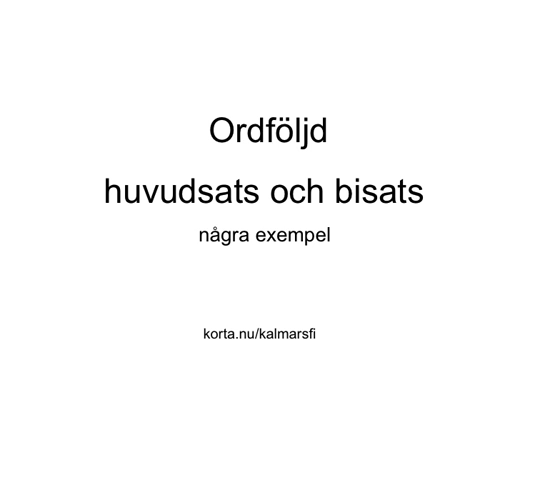 Ordföljd
huvudsats och bisats
några exempel
korta.nu/kalmarsfi